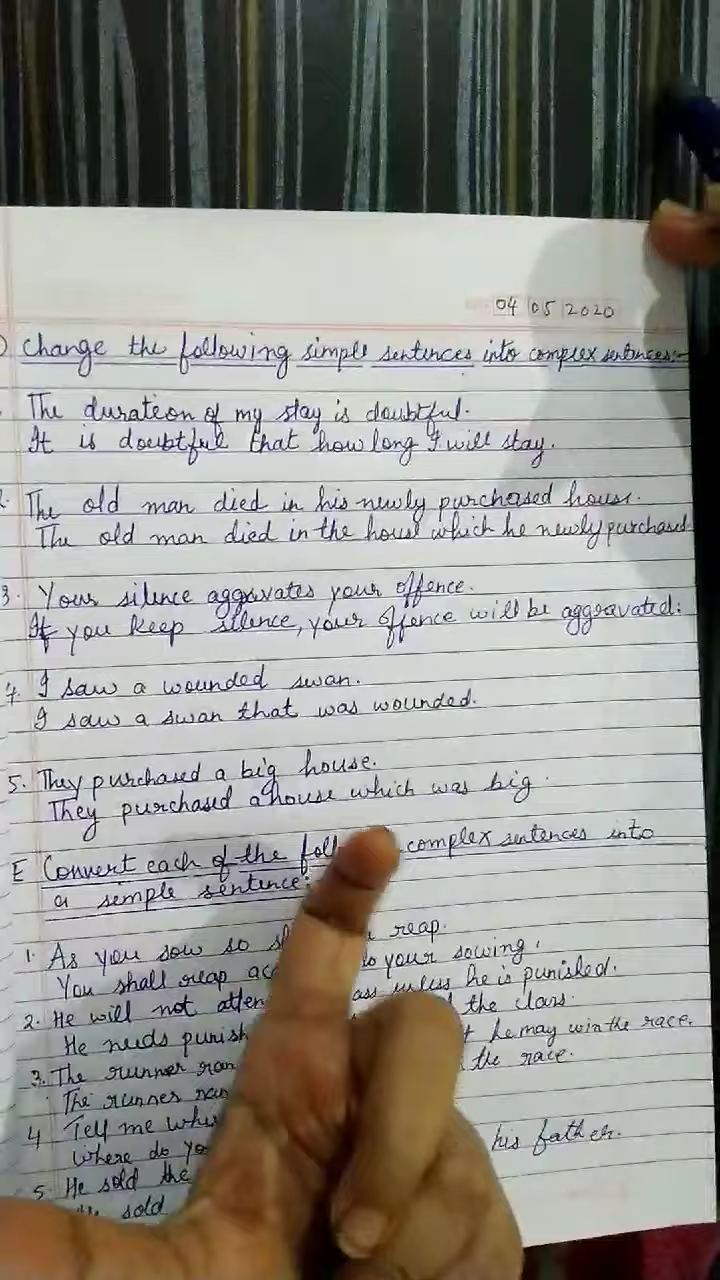 04 05 2020
) Change the following simple sentences into complex sentences:-
The duration of my stay is doubtful.
It is doubtful that how long I will stay.
2. The old man died in his newly purchased house.
The old man died in the house which he newly purchased
3. Your silence aggravates your offence.
If you keep silence, your offence will be aggravated.
4. I saw a wounded swan.
I saw a swan that was wounded.
5. They purchased a big house.
They purchased a house which was big.
E Convert each of the complex sentences into
a simple sentence:
1. As you sow so reap.
You shall reap your sowing.
2. He will not unless he is punished.
He needs the class.
3. The runner ran he may win the race.
The runner ran the race.
4 Tell me
Where do
5. He sold the his father.
sold